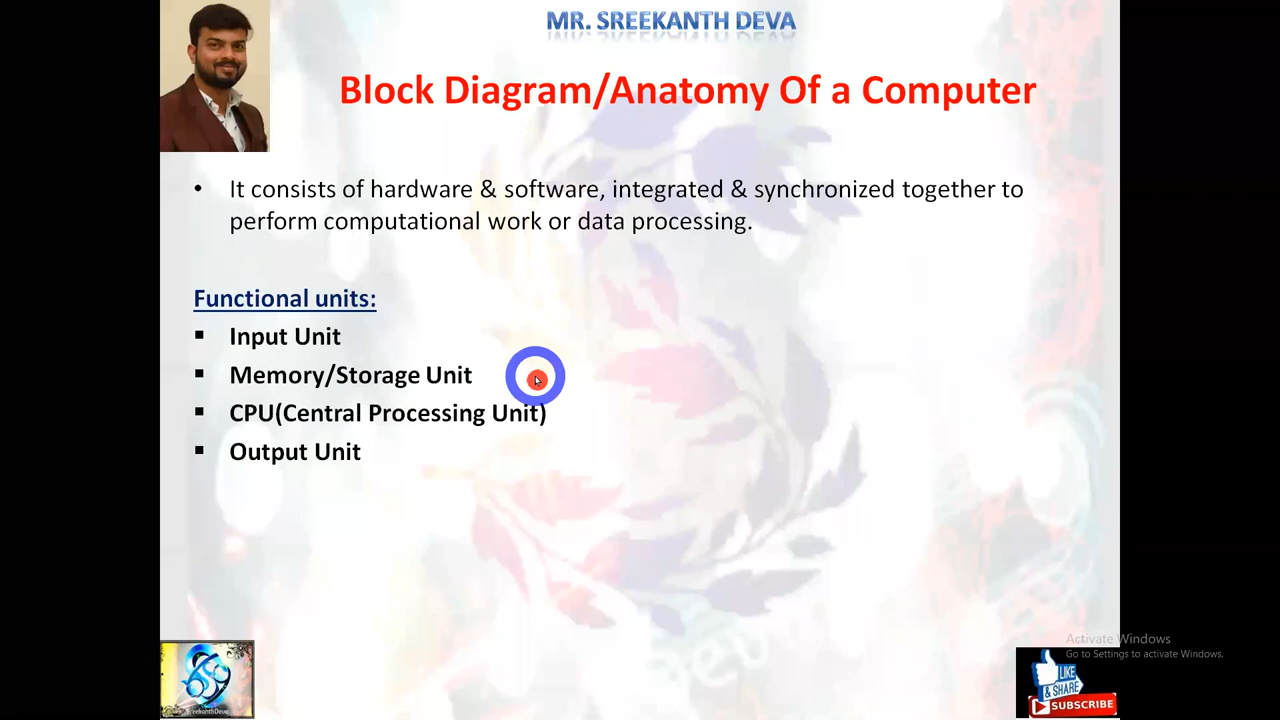 MR. SREEKANTH DEVA
Block Diagram/Anatomy Of a Computer
• It consists of hardware & software, integrated & synchronized together to
perform computational work or data processing.
Functional units:
▪ Input Unit
▪ Memory/Storage Unit
▪ CPU(Central Processing Unit)
▪ Output Unit
Activate Windows
Go to Settings to activate Windows.
LIKE
& SHARE
SUBSCRIBE
SreekanthDeva